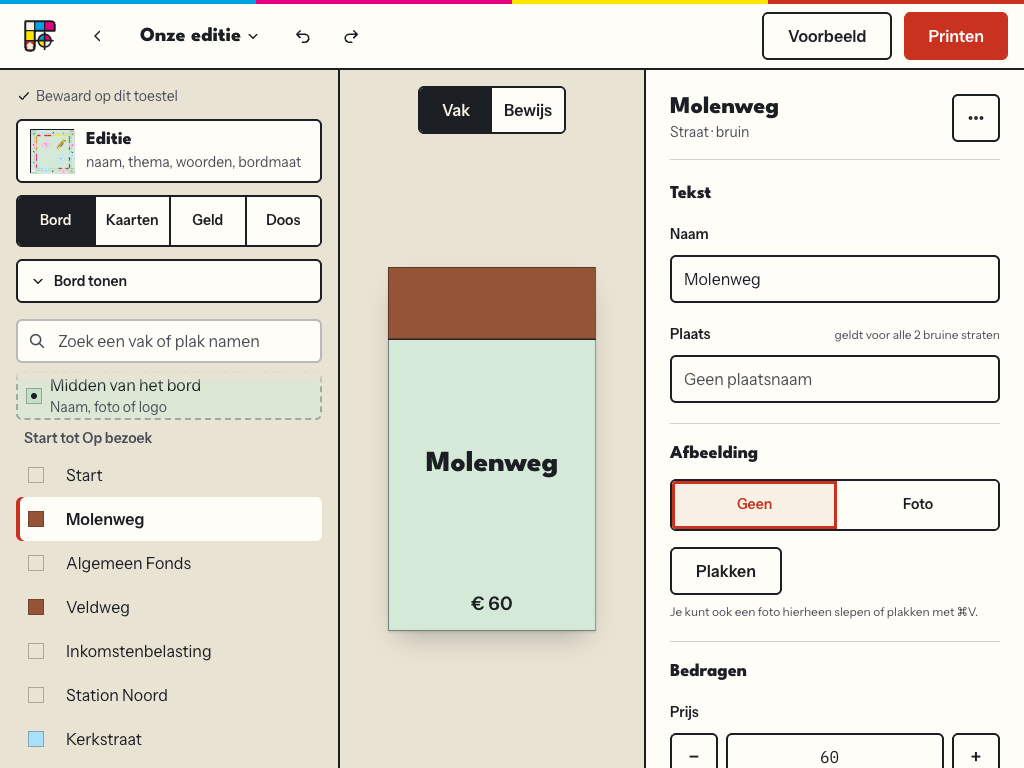 Onze editie
Voorbeeld
Printen
Bewaard op dit toestel
Editie
naam, thema, woorden, bordmaat
Bord
Kaarten
Geld
Doos
Bord tonen
Zoek een vak of plak namen
Midden van het bord
Naam, foto of logo
Start tot Op bezoek
Start
Molenweg
Algemeen Fonds
Veldweg
Inkomstenbelasting
Station Noord
Kerkstraat
Vak
Bewijs
Molenweg
€ 60
Molenweg
Straat · bruin
Tekst
Naam
Molenweg
Plaats
geldt voor alle 2 bruine straten
Geen plaatsnaam
Afbeelding
Geen
Foto
Plakken
Je kunt ook een foto hierheen slepen of plakken met ⌘V.
Bedragen
Prijs
− 60 +